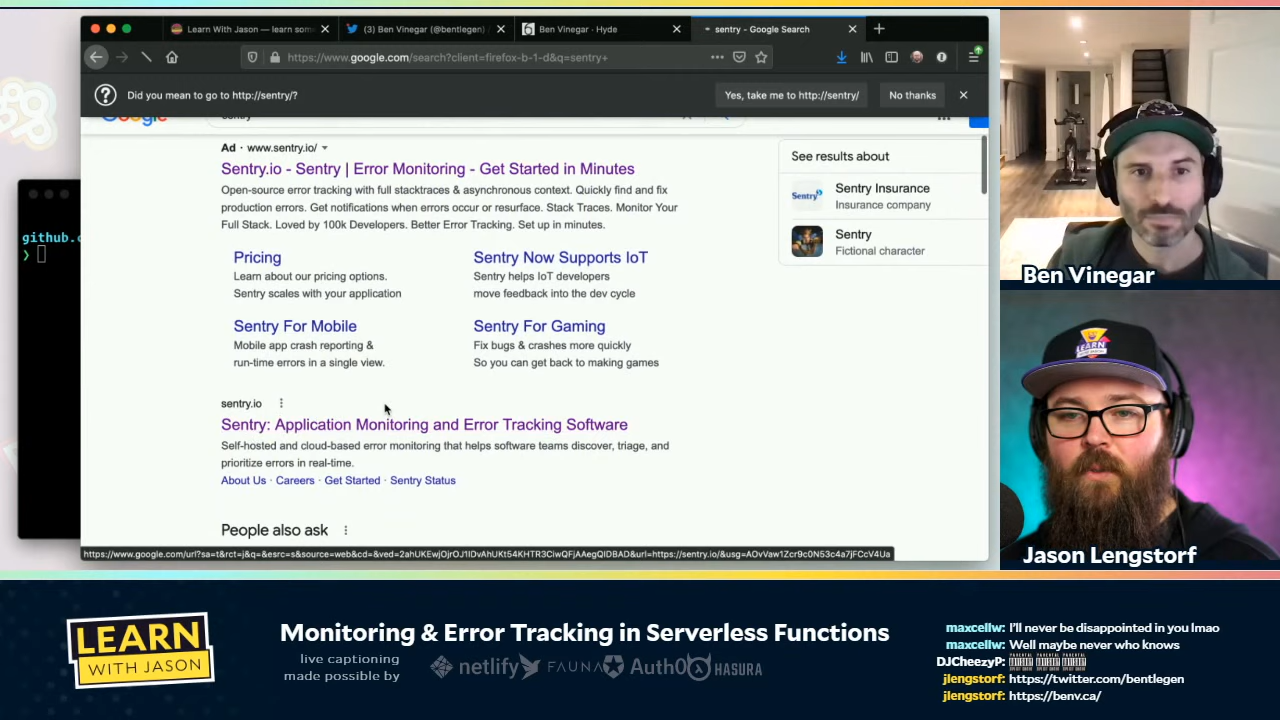 Learn With Jason — learn som
(3) Ben Vinegar (@bentlegen)
Ben Vinegar · Hyde
sentry - Google Search
https://www.google.com/search?client=firefox-b-1-d&q=sentry+
Did you mean to go to http://sentry/?
Yes, take me to http://sentry/
No thanks
Ad · www.sentry.io/
Sentry.io - Sentry | Error Monitoring - Get Started in Minutes
Open-source error tracking with full stacktraces & asynchronous context. Quickly find and fix
production errors. Get notifications when errors occur or resurface. Stack Traces. Monitor Your
Full Stack. Loved by 100k Developers. Better Error Tracking. Set up in minutes.
Pricing
Learn about our pricing options.
Sentry scales with your application
Sentry Now Supports IoT
Sentry helps IoT developers
move feedback into the dev cycle
Sentry For Mobile
Mobile app crash reporting &
run-time errors in a single view.
Sentry For Gaming
Fix bugs & crashes more quickly
So you can get back to making games
sentry.io
Sentry: Application Monitoring and Error Tracking Software
Self-hosted and cloud-based error monitoring that helps software teams discover, triage, and
prioritize errors in real-time.
About Us · Careers · Get Started · Sentry Status
People also ask
See results about
Sentry
Sentry Insurance
Insurance company
Sentry
Fictional character
github.c
Ben Vinegar
LEARN
Jason Lengstorf
LEARN
WITH JASON
Monitoring & Error Tracking in Serverless Functions
live captioning
made possible by
netlify
FAUNA
Auth0
HASURA
maxcellw: I'll never be disappointed in you lmao
maxcellw: Well maybe never who knows
DJCheezyP:
jlengstorf: https://twitter.com/bentlegen
jlengstorf: https://benv.ca/